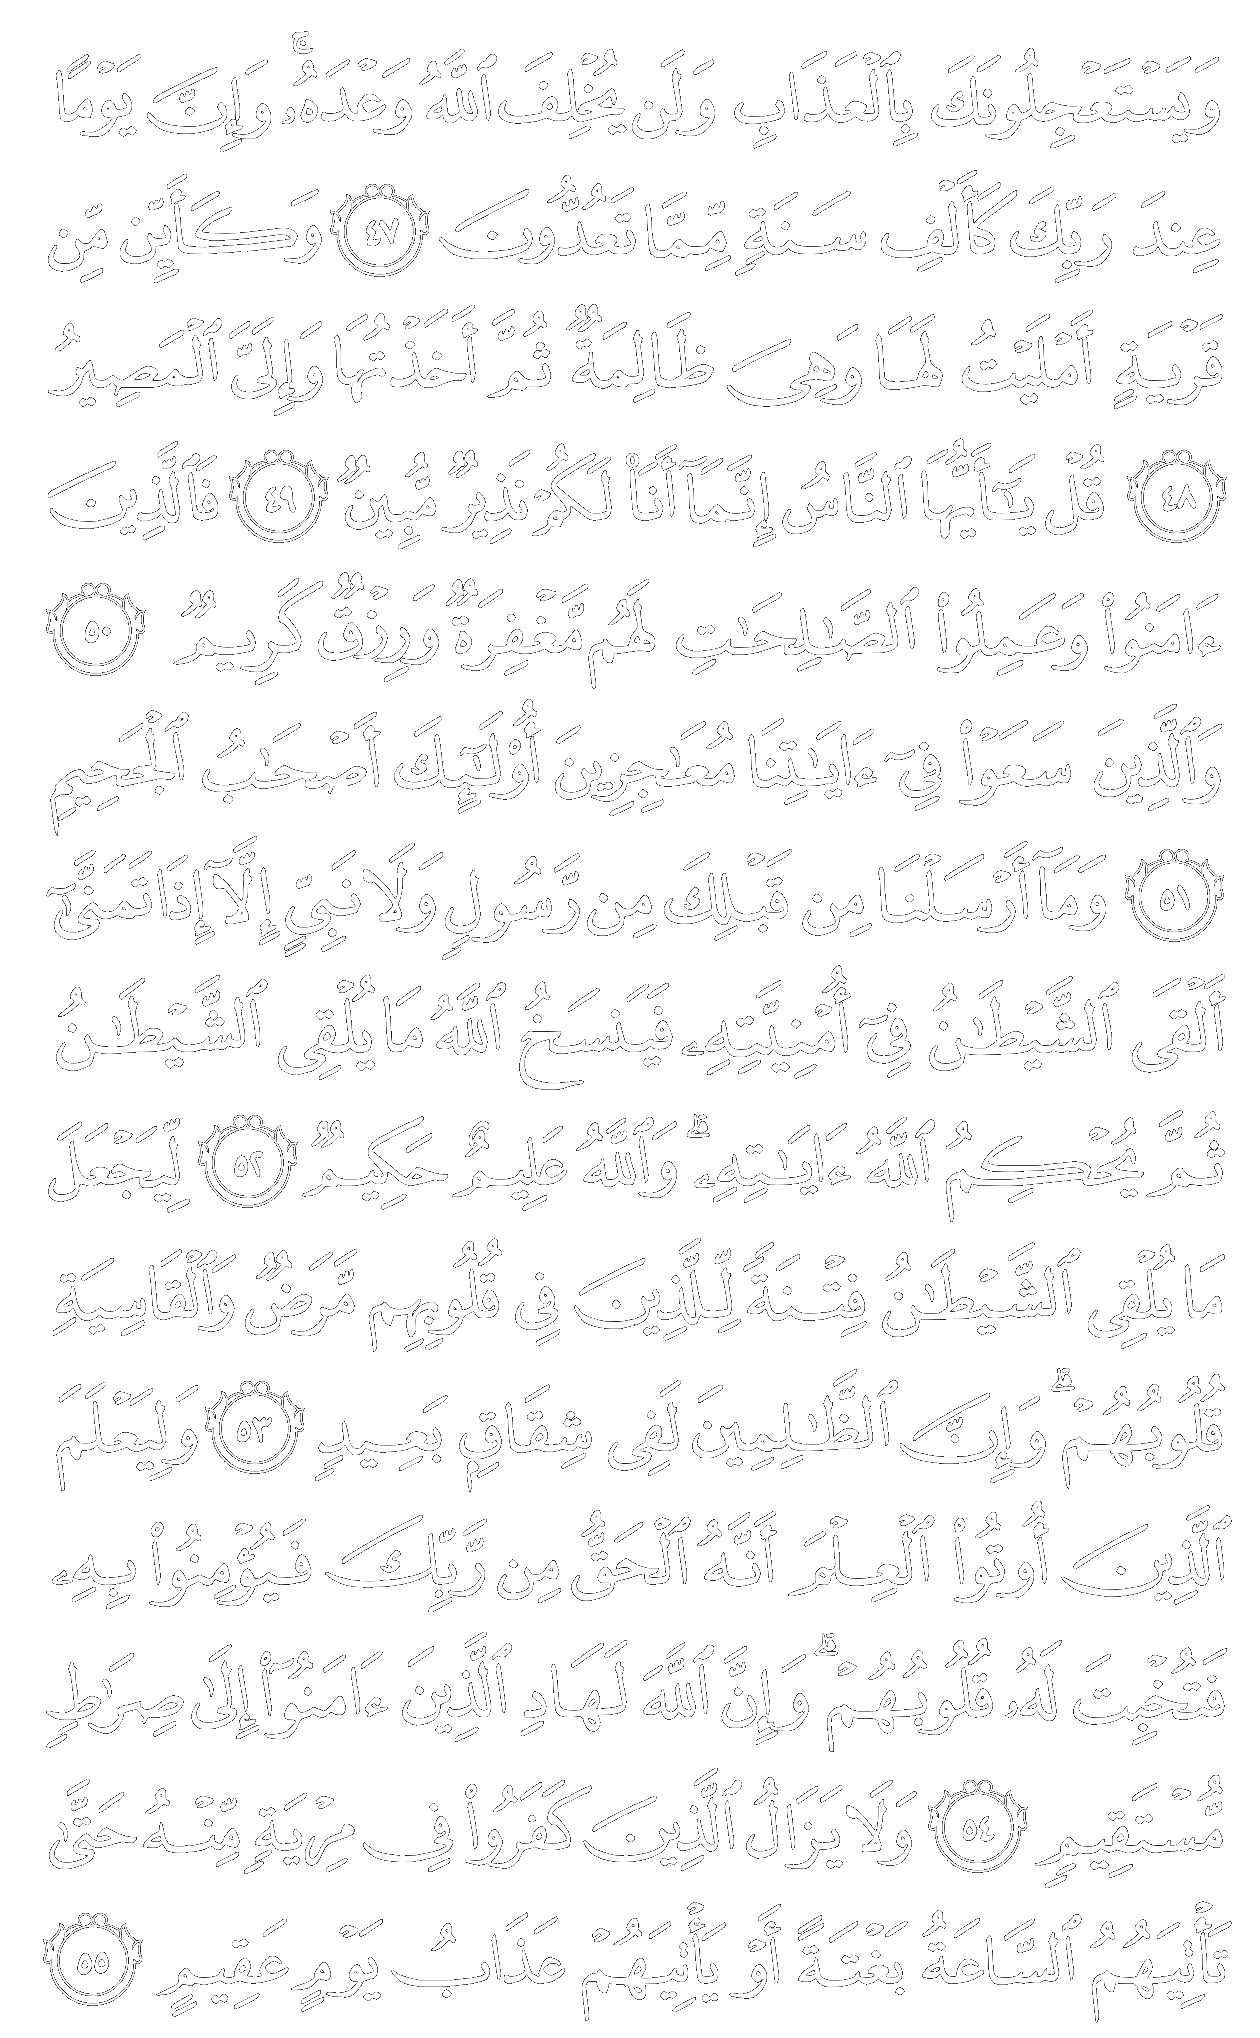 وَيَسْتَعْجِلُونَكَ بِٱلْعَذَابِ وَلَن يُخْلِفَ ٱللَّهُ وَعْدَهُۥۚ وَإِنَّ يَوْمًا
عِندَ رَبِّكَ كَأَلْفِ سَنَةٍ مِّمَّا تَعُدُّونَ ٤٧ وَكَأَيِّن مِّن
قَرْيَةٍ أَمْلَيْتُ لَهَا وَهِىَ ظَالِمَةٌ ثُمَّ أَخَذْتُهَا وَإِلَىَّ ٱلْمَصِيرُ
٤٨ قُلْ يَـٰٓأَيُّهَا ٱلنَّاسُ إِنَّمَآ أَنَا۠ لَكُمْ نَذِيرٌ مُّبِينٌ ٤٩ فَٱلَّذِينَ
ءَامَنُوا۟ وَعَمِلُوا۟ ٱلصَّـٰلِحَـٰتِ لَهُم مَّغْفِرَةٌ وَرِزْقٌ كَرِيمٌ ٥٠
وَٱلَّذِينَ سَعَوْا۟ فِىٓ ءَايَـٰتِنَا مُعَـٰجِزِينَ أُو۟لَـٰٓئِكَ أَصْحَـٰبُ ٱلْجَحِيمِ
٥١ وَمَآ أَرْسَلْنَا مِن قَبْلِكَ مِن رَّسُولٍ وَلَا نَبِىٍّ إِلَّآ إِذَا تَمَنَّىٰٓ
أَلْقَى ٱلشَّيْطَـٰنُ فِىٓ أُمْنِيَّتِهِۦ فَيَنسَخُ ٱللَّهُ مَا يُلْقِى ٱلشَّيْطَـٰنُ
ثُمَّ يُحْكِمُ ٱللَّهُ ءَايَـٰتِهِۦۗ وَٱللَّهُ عَلِيمٌ حَكِيمٌ ٥٢ لِّيَجْعَلَ
مَا يُلْقِى ٱلشَّيْطَـٰنُ فِتْنَةً لِّلَّذِينَ فِى قُلُوبِهِم مَّرَضٌ وَٱلْقَاسِيَةِ
قُلُوبُهُمْۗ وَإِنَّ ٱلظَّـٰلِمِينَ لَفِى شِقَاقٍۭ بَعِيدٍ ٥٣ وَلِيَعْلَمَ
ٱلَّذِينَ أُوتُوا۟ ٱلْعِلْمَ أَنَّهُ ٱلْحَقُّ مِن رَّبِّكَ فَيُؤْمِنُوا۟ بِهِۦ
فَتُخْبِتَ لَهُۥ قُلُوبُهُمْۗ وَإِنَّ ٱللَّهَ لَهَادِ ٱلَّذِينَ ءَامَنُوٓا۟ إِلَىٰ صِرَٰطٍ
مُّسْتَقِيمٍ ٥٤ وَلَا يَزَالُ ٱلَّذِينَ كَفَرُوا۟ فِى مِرْيَةٍ مِّنْهُ حَتَّىٰ
تَأْتِيَهُمُ ٱلسَّاعَةُ بَغْتَةً أَوْ يَأْتِيَهُمْ عَذَابُ يَوْمٍ عَقِيمٍ ٥٥